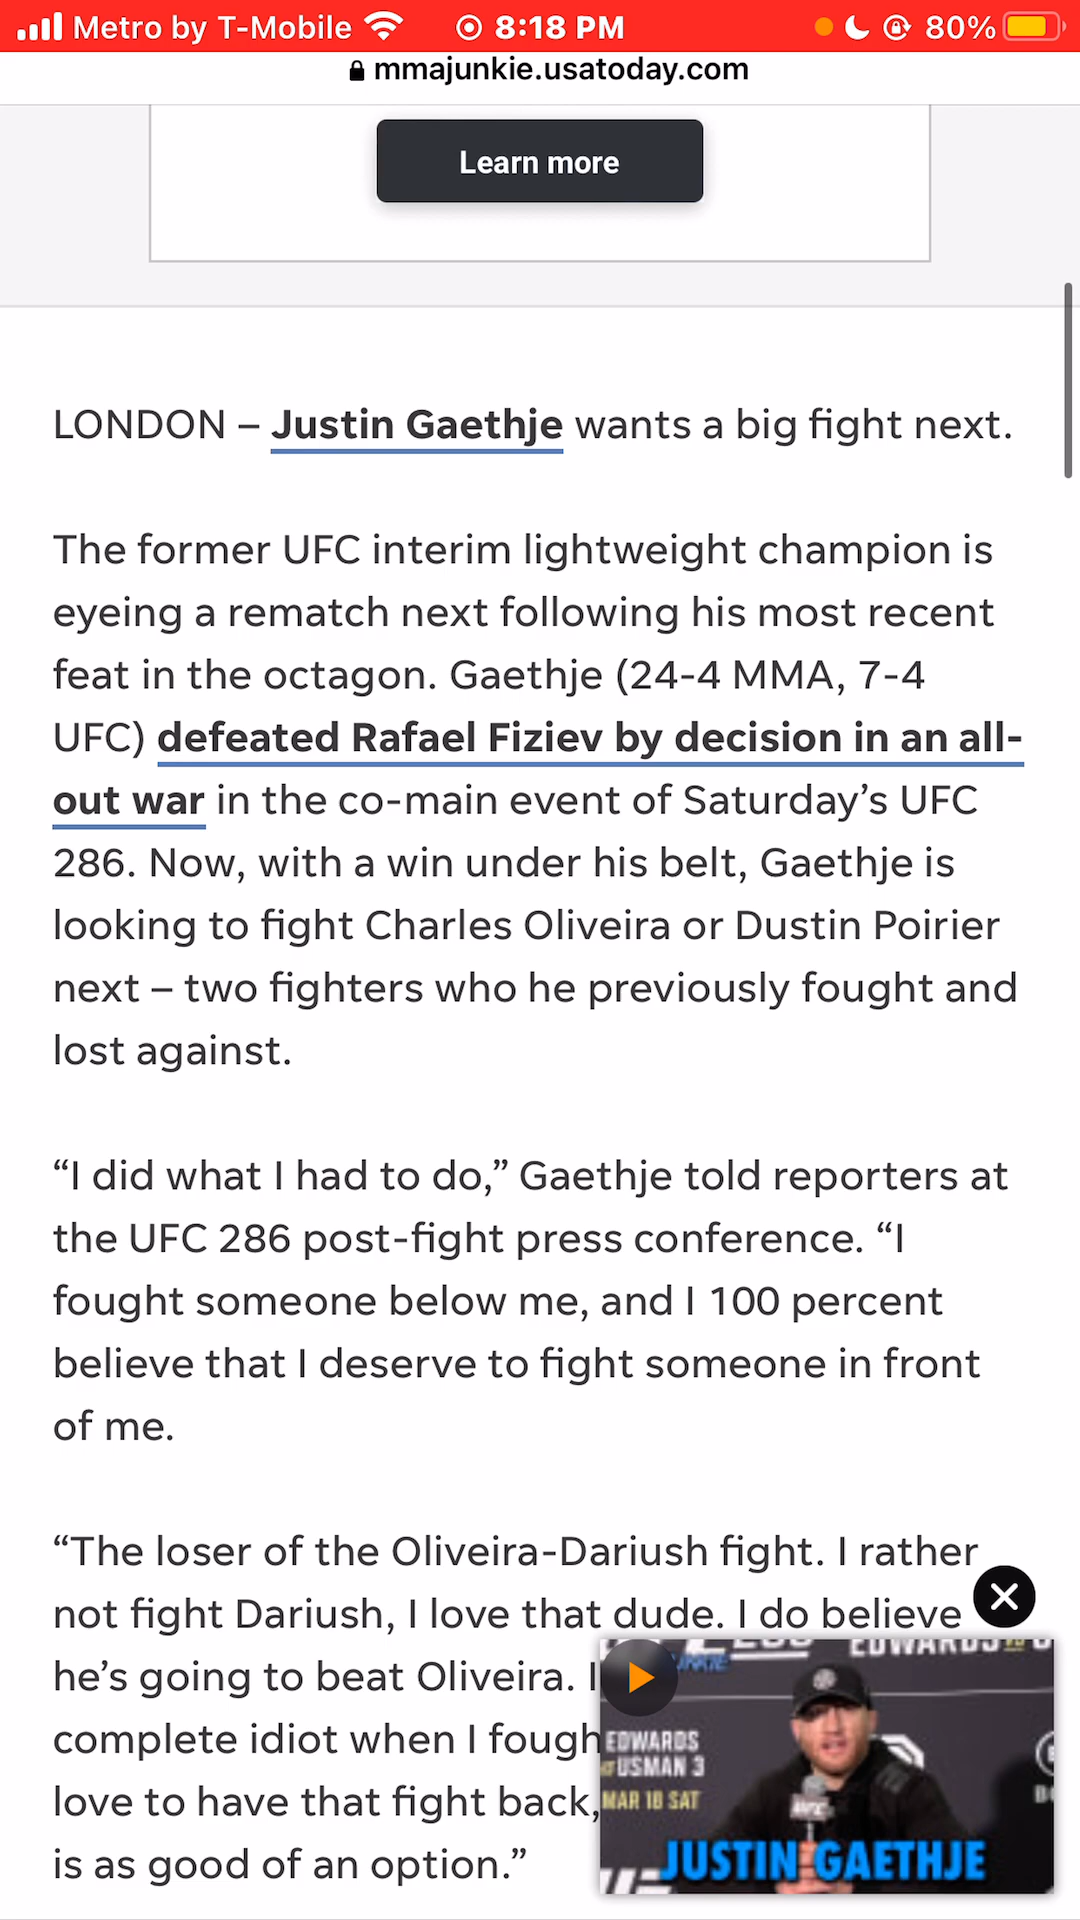 Metro by T-Mobile 8:18 PM 80%
mmajunkie.usatoday.com
Learn more
LONDON – Justin Gaethje wants a big fight next.
The former UFC interim lightweight champion is
eyeing a rematch next following his most recent
feat in the octagon. Gaethje (24-4 MMA, 7-4
UFC) defeated Rafael Fiziev by decision in an all-
out war in the co-main event of Saturday’s UFC
286. Now, with a win under his belt, Gaethje is
looking to fight Charles Oliveira or Dustin Poirier
next – two fighters who he previously fought and
lost against.
“I did what I had to do,” Gaethje told reporters at
the UFC 286 post-fight press conference. “I
fought someone below me, and I 100 percent
believe that I deserve to fight someone in front
of me.
“The loser of the Oliveira-Dariush fight. I rather
not fight Dariush, I love that dude. I do believe
he’s going to beat Oliveira. I
complete idiot when I fough
love to have that fight back,
is as good of an option.”
EDWARDS
EDWARDS
USMAN 3
MAR 18 SAT
UFC
JUSTIN GAETHJE